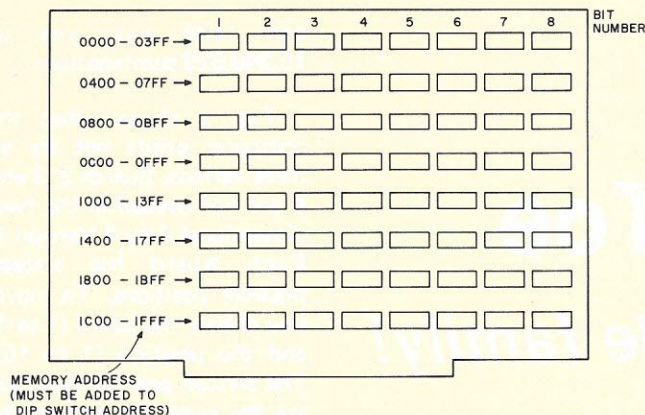 1 2 3 4 5 6 7 8 BIT
NUMBER
0000 - 03FF
0400 - 07FF
0800 - 0BFF
0C00 - 0FFF
1000 - 13FF
1400 - 17FF
1800 - 1BFF
1C00 - 1FFF
MEMORY ADDRESS
(MUST BE ADDED TO
DIP SWITCH ADDRESS)